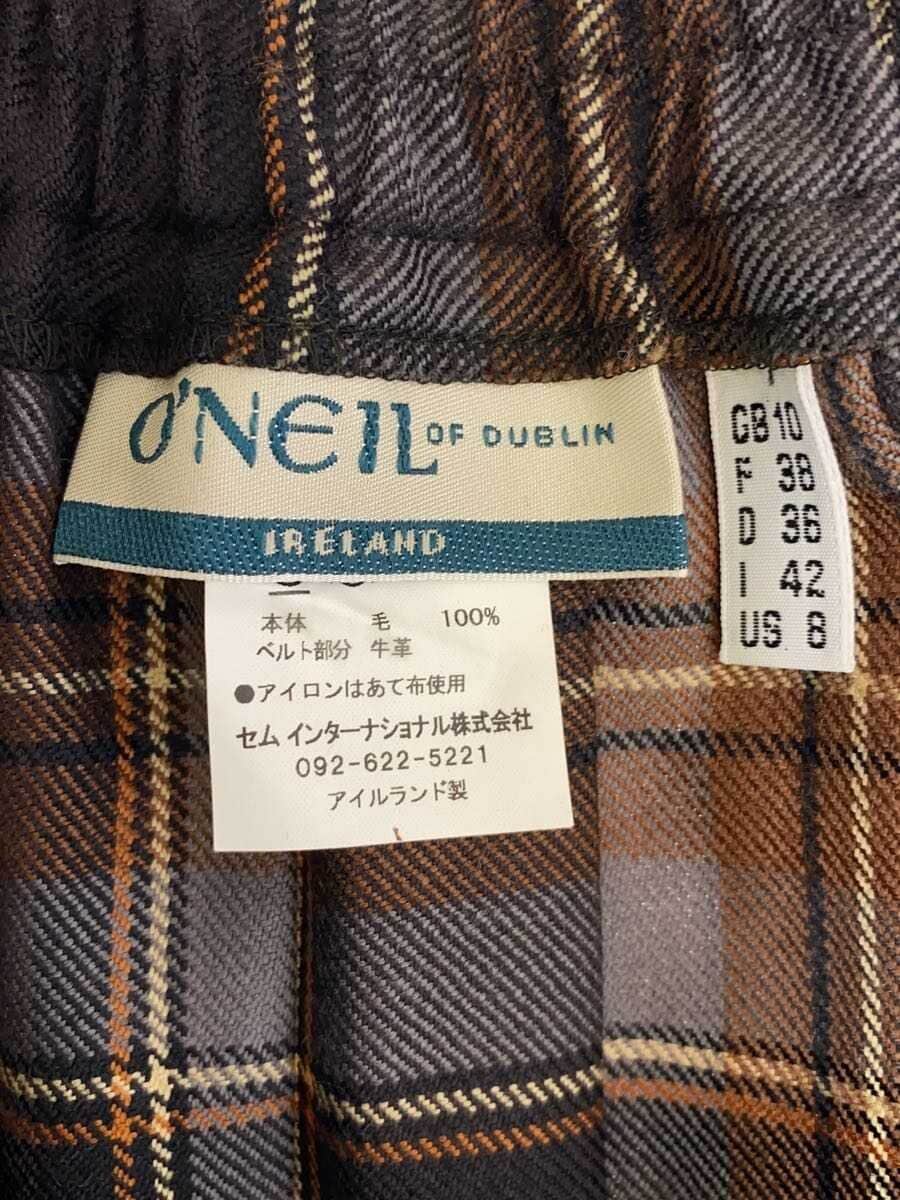 O'NEIL OF DUBLIN
IRELAND
GB 10
F 38
D 36
I 42
US 8
本体 毛 100%
ベルト部分 牛革
●アイロンはあて布使用
セム インターナショナル株式会社
092-622-5221
アイルランド製